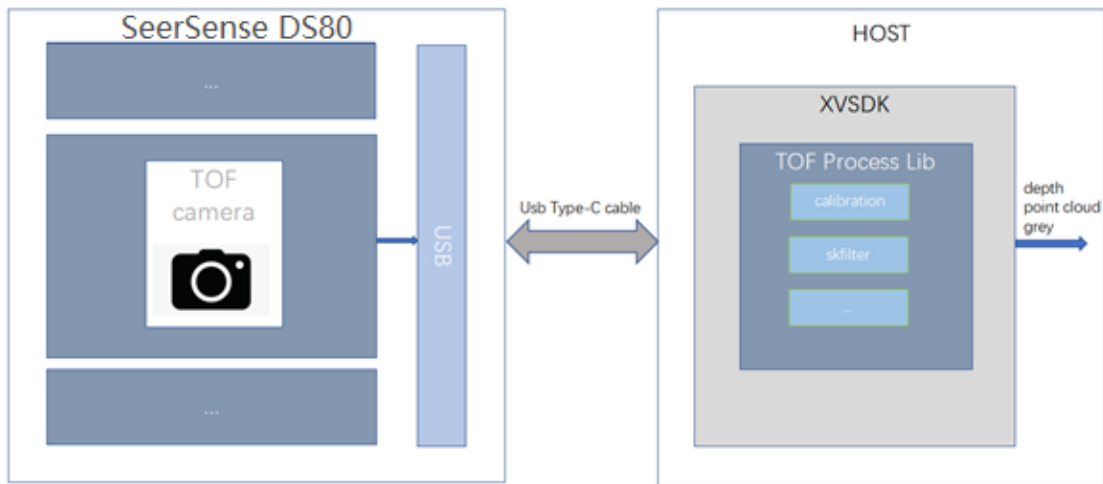 SeerSense DS80
...
TOF
camera
...
USB
Usb Type-C cable
HOST
XVSDK
TOF Process Lib
calibration
skfilter
...
depth
point cloud
grey